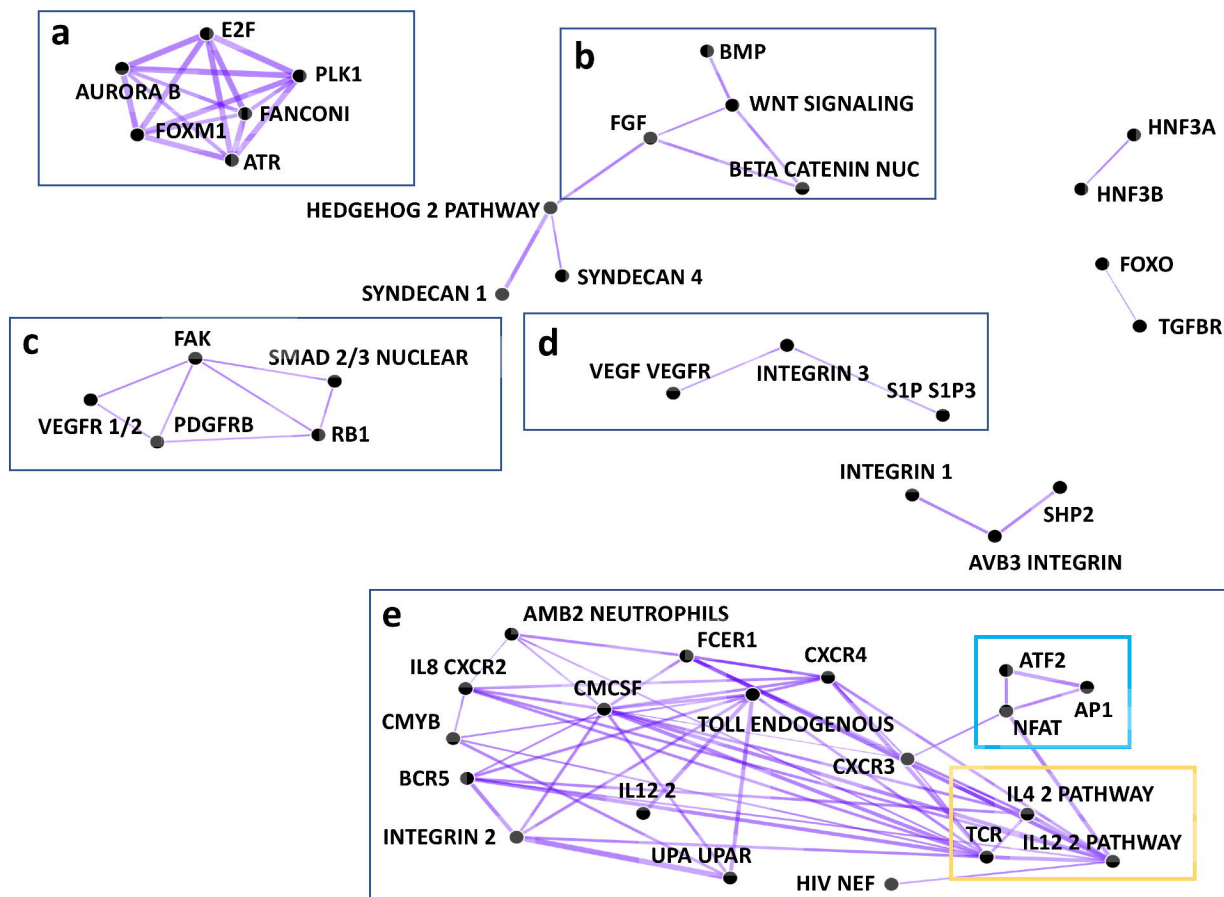 a
E2F
PLK1
AURORA B
FANCONI
FOXM1
ATR
b
BMP
WNT SIGNALING
FGF
BETA CATENIN NUC
HEDGEHOG 2 PATHWAY
SYNDECAN 4
SYNDECAN 1
HNF3A
HNF3B
FOXO
TGFBR
c
FAK
SMAD 2/3 NUCLEAR
VEGFR 1/2
PDGFRB
RB1
d
VEGF VEGFR
INTEGRIN 3
S1P S1P3
INTEGRIN 1
SHP2
AVB3 INTEGRIN
e
AMB2 NEUTROPHILS
FCER1
CXCR4
IL8 CXCR2
CMCSF
ATF2
AP1
CMYB
TOLL ENDOGENOUS
NFAT
CXCR3
BCR5
IL12 2
IL4 2 PATHWAY
INTEGRIN 2
TCR
IL12 2 PATHWAY
UPA UPAR
HIV NEF